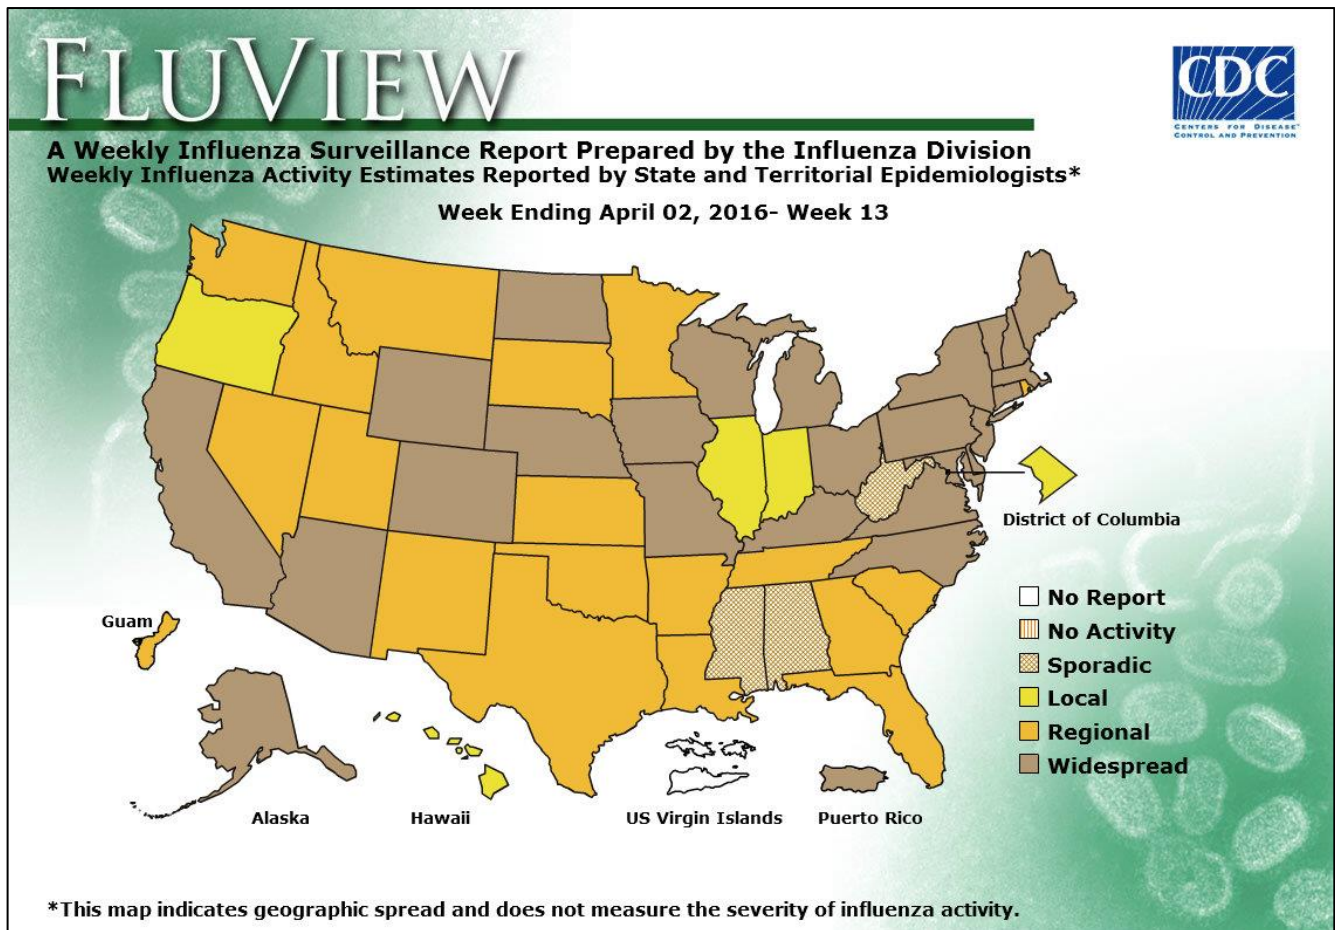 FLUVIEW
CDC
CENTERS FOR DISEASE™
CONTROL AND PREVENTION
A Weekly Influenza Surveillance Report Prepared by the Influenza Division
Weekly Influenza Activity Estimates Reported by State and Territorial Epidemiologists*
Week Ending April 02, 2016- Week 13
District of Columbia
No Report
No Activity
Sporadic
Local
Regional
Widespread
Guam
Alaska
Hawaii
US Virgin Islands
Puerto Rico
*This map indicates geographic spread and does not measure the severity of influenza activity.